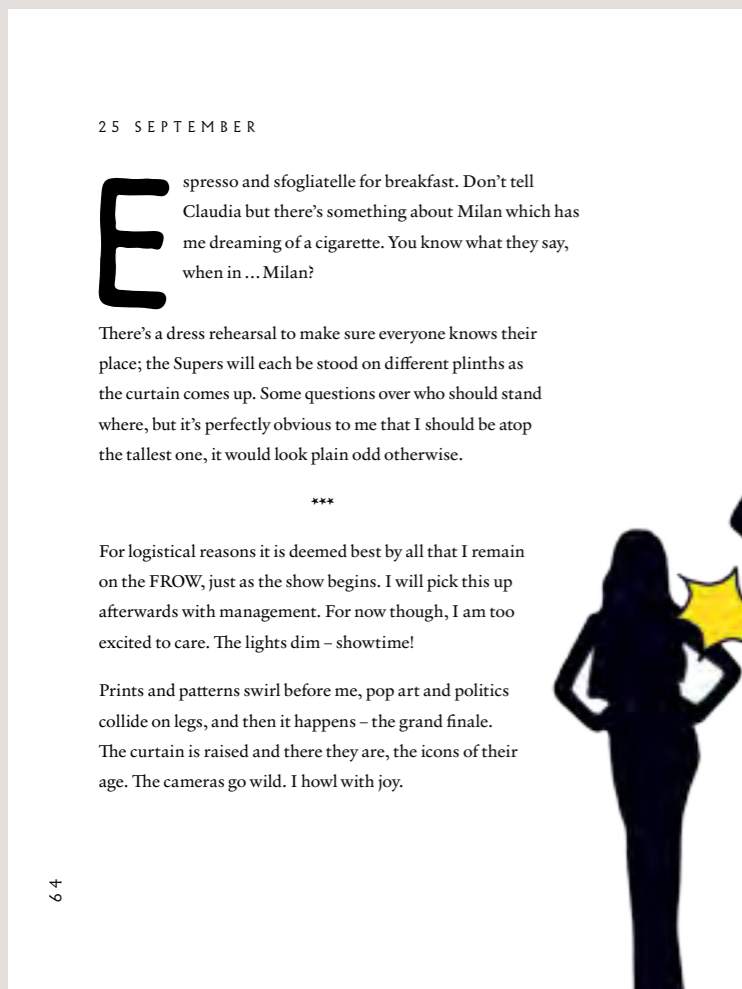 25 SEPTEMBER
Espresso and sfogliatelle for breakfast. Don’t tell
Claudia but there’s something about Milan which has
me dreaming of a cigarette. You know what they say,
when in … Milan?
There’s a dress rehearsal to make sure everyone knows their
place; the Supers will each be stood on different plinths as
the curtain comes up. Some questions over who should stand
where, but it’s perfectly obvious to me that I should be atop
the tallest one, it would look plain odd otherwise.
***
For logistical reasons it is deemed best by all that I remain
on the FROW, just as the show begins. I will pick this up
afterwards with management. For now though, I am too
excited to care. The lights dim – showtime!
Prints and patterns swirl before me, pop art and politics
collide on legs, and then it happens – the grand finale.
The curtain is raised and there they are, the icons of their
age. The cameras go wild. I howl with joy.
64